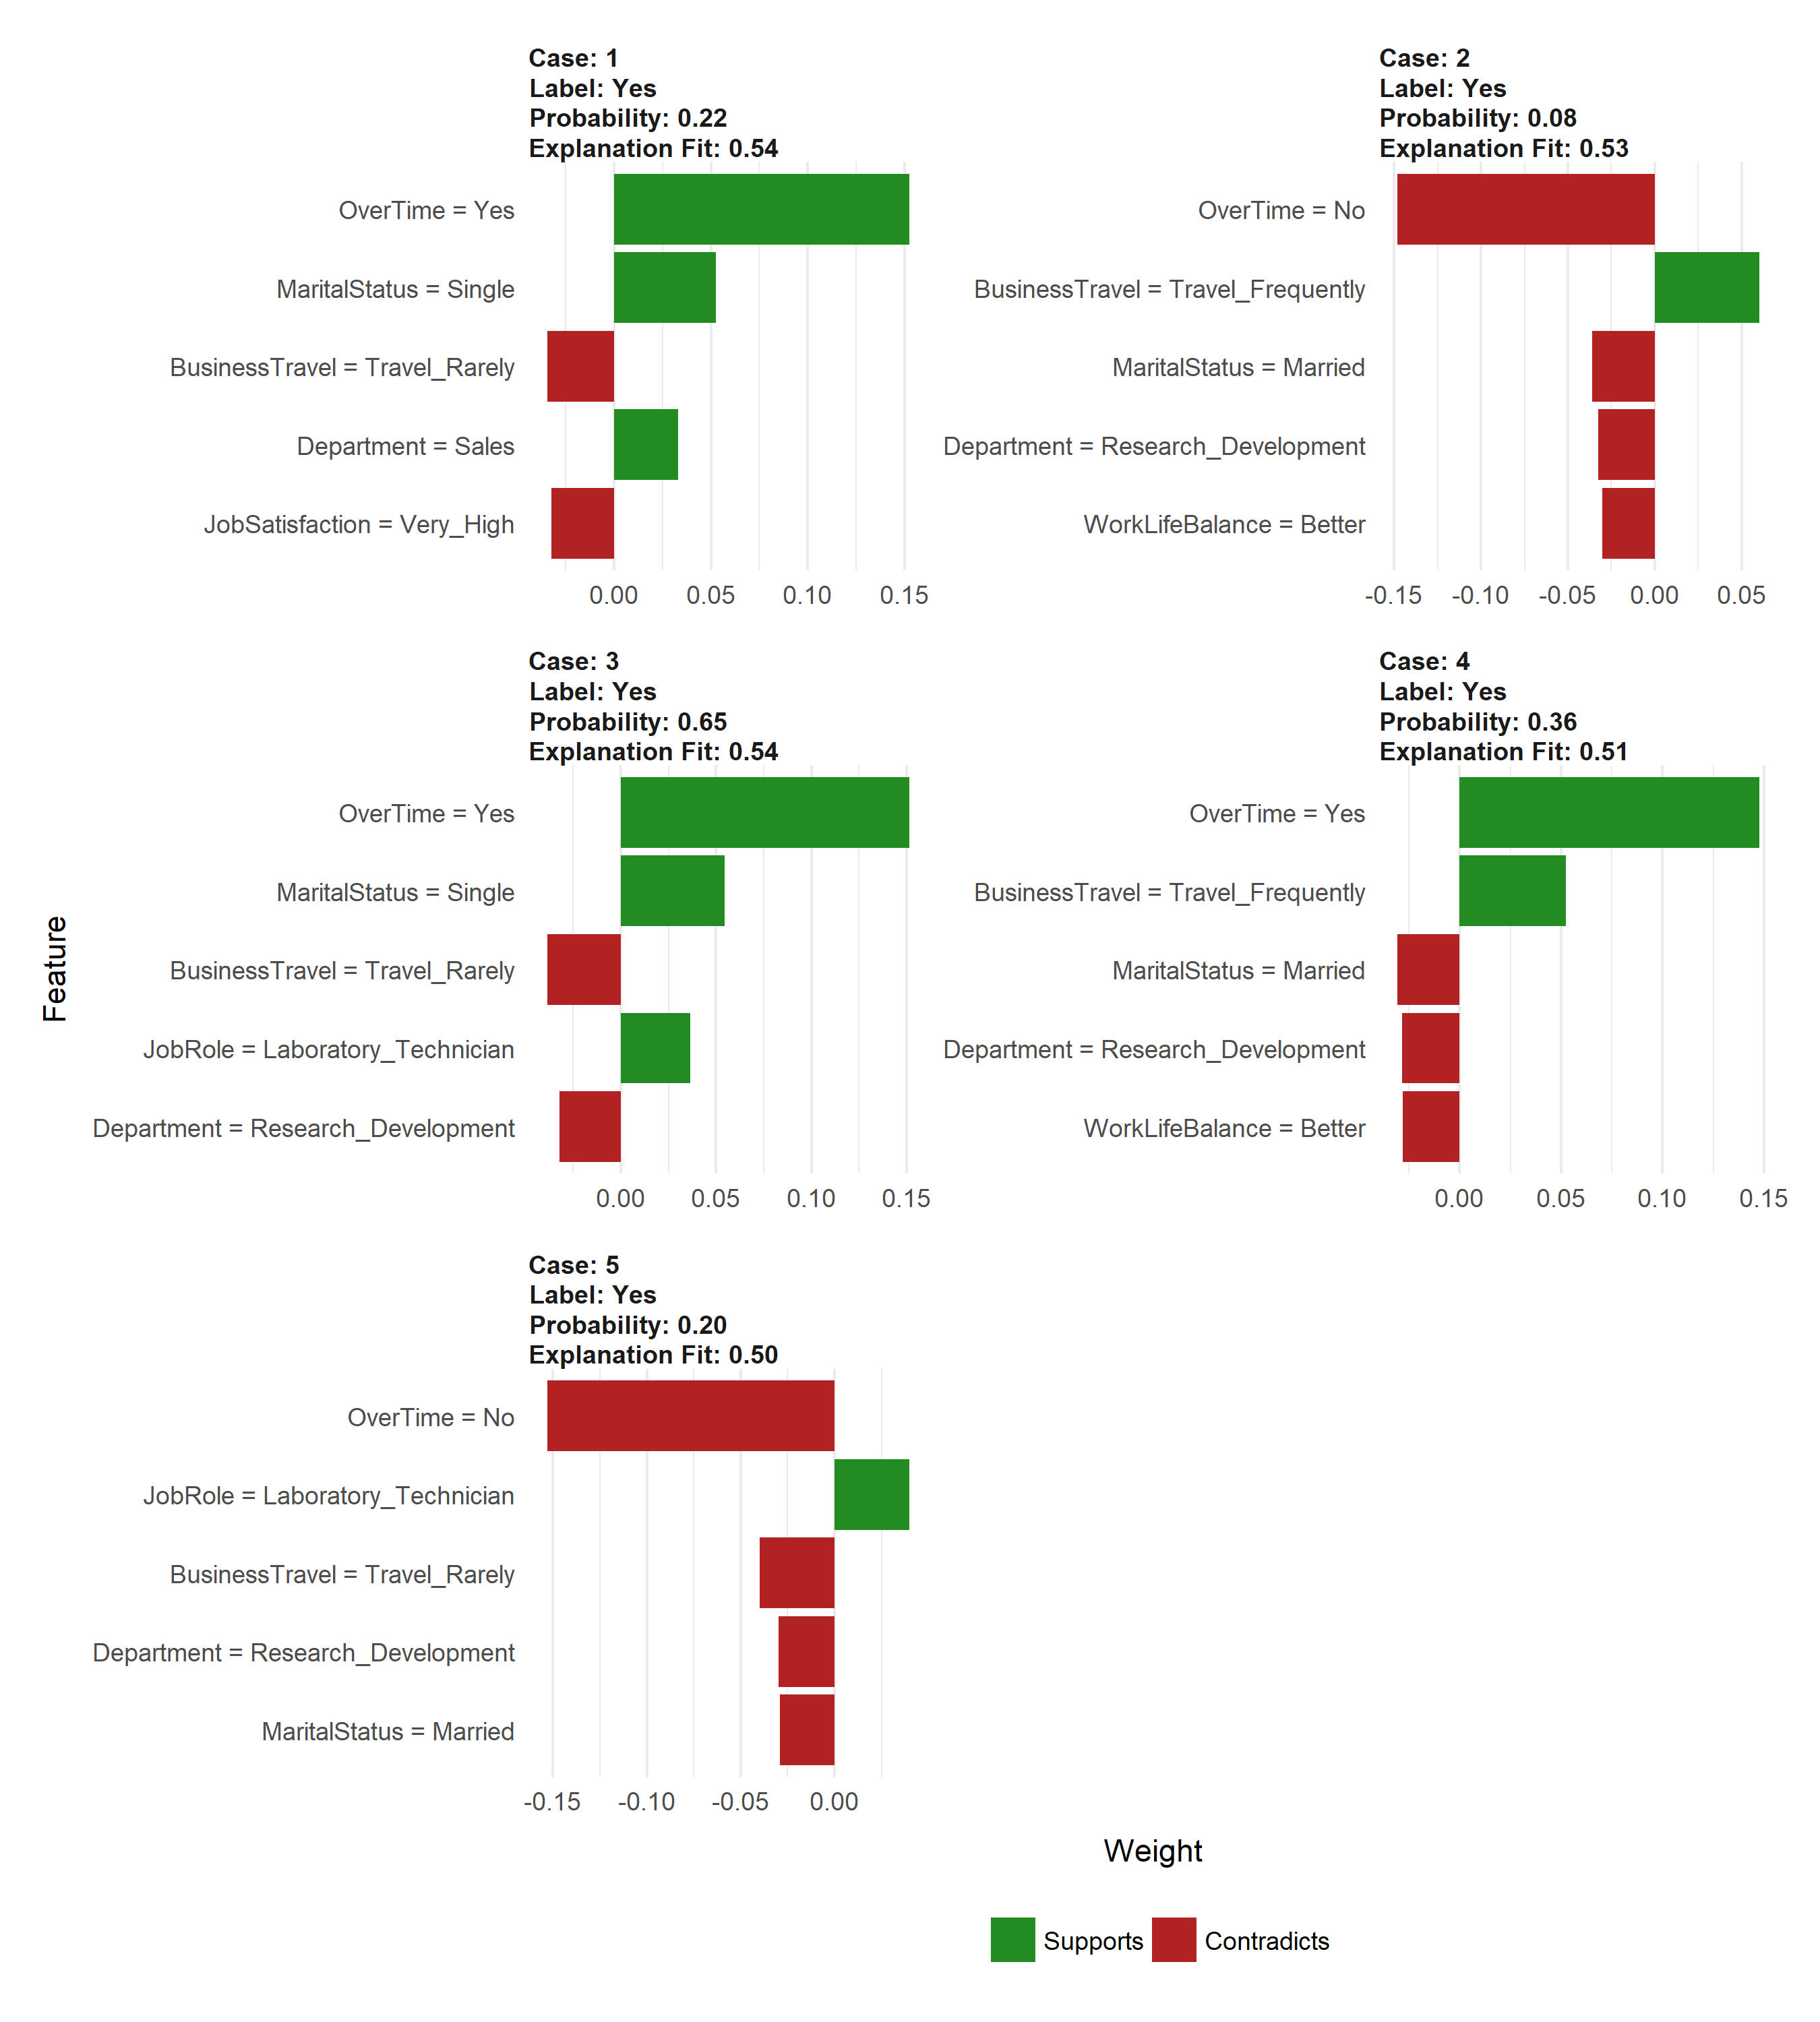 Case: 1
Label: Yes
Probability: 0.22
Explanation Fit: 0.54
OverTime = Yes
MaritalStatus = Single
BusinessTravel = Travel_Rarely
Department = Sales
JobSatisfaction = Very_High
0.00 0.05 0.10 0.15
Case: 2
Label: Yes
Probability: 0.08
Explanation Fit: 0.53
OverTime = No
BusinessTravel = Travel_Frequently
MaritalStatus = Married
Department = Research_Development
WorkLifeBalance = Better
-0.15 -0.10 -0.05 0.00 0.05
Case: 3
Label: Yes
Probability: 0.65
Explanation Fit: 0.54
OverTime = Yes
MaritalStatus = Single
BusinessTravel = Travel_Rarely
JobRole = Laboratory_Technician
Department = Research_Development
0.00 0.05 0.10 0.15
Case: 4
Label: Yes
Probability: 0.36
Explanation Fit: 0.51
OverTime = Yes
BusinessTravel = Travel_Frequently
MaritalStatus = Married
Department = Research_Development
WorkLifeBalance = Better
0.00 0.05 0.10 0.15
Case: 5
Label: Yes
Probability: 0.20
Explanation Fit: 0.50
OverTime = No
JobRole = Laboratory_Technician
BusinessTravel = Travel_Rarely
Department = Research_Development
MaritalStatus = Married
-0.15 -0.10 -0.05 0.00
Feature
Weight
Supports Contradicts